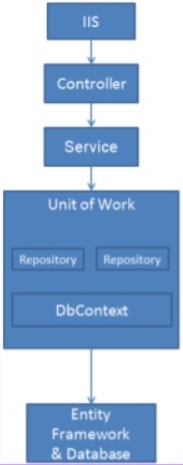 IIS
Controller
Service
Unit of Work
Repository Repository
DbContext
Entity
Framework
& Database